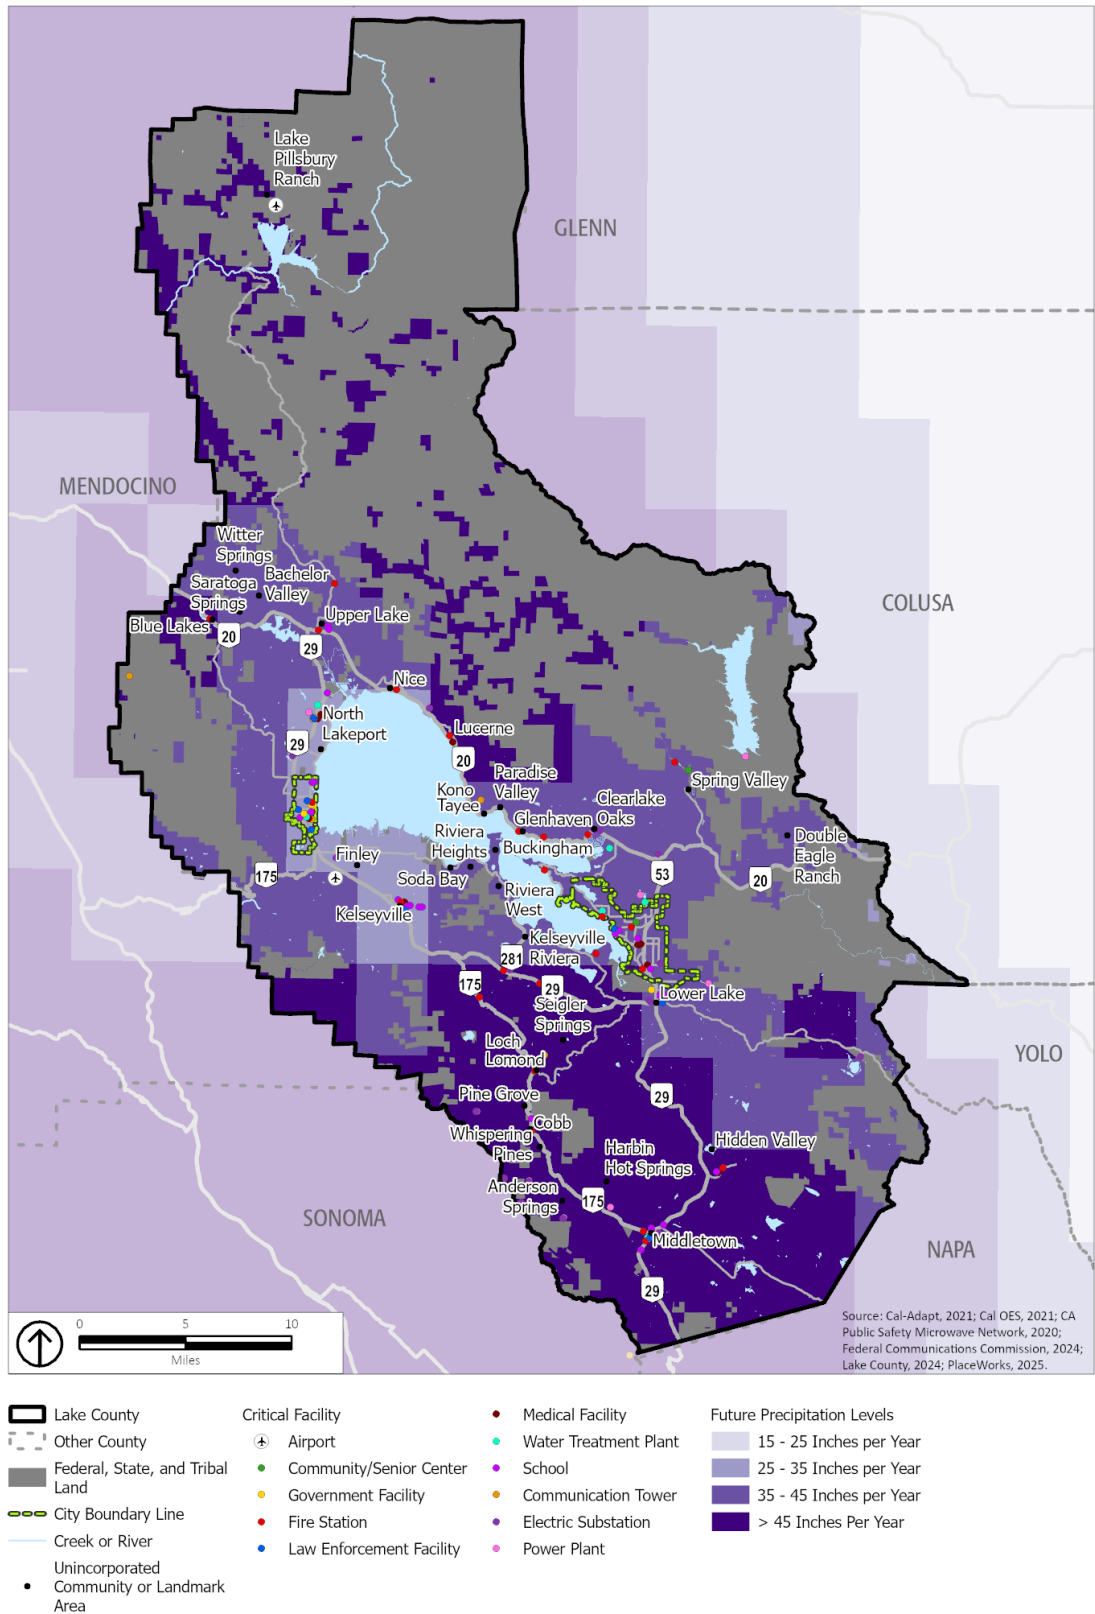 Lake
Pillsbury
Ranch
GLENN
MENDOCINO
Witter
Springs
Saratoga
Springs
Bachelor
Valley
Blue Lakes
20
Upper Lake
29
COLUSA
Nice
North
Lakeport
29
Lucerne
20
Spring Valley
Paradise
Valley
Kono
Tayee
Clearlake
Oaks
Glenhaven
Riviera
Heights
Buckingham
Double
Eagle
Ranch
Finley
175
Soda Bay
53
20
Riviera
West
Kelseyville
Kelseyville
Riviera
281
175
29
Lower Lake
Seigler
Springs
Loch
Lomond
YOLO
Pine Grove
29
Cobb
Whispering
Pines
Hidden Valley
Harbin
Hot Springs
Anderson
Springs
175
SONOMA
Middletown
NAPA
29
0 5 10
Miles
Source: Cal-Adapt, 2021; Cal OES, 2021; CA
Public Safety Microwave Network, 2020;
Federal Communications Commission, 2024;
Lake County, 2024; PlaceWorks, 2025.
Lake County
Other County
Federal, State, and Tribal
Land
City Boundary Line
Creek or River
Unincorporated
Community or Landmark
Area
Critical Facility
Airport
Community/Senior Center
Government Facility
Fire Station
Law Enforcement Facility
Medical Facility
Water Treatment Plant
School
Communication Tower
Electric Substation
Power Plant
Future Precipitation Levels
15 - 25 Inches per Year
25 - 35 Inches per Year
35 - 45 Inches per Year
> 45 Inches Per Year